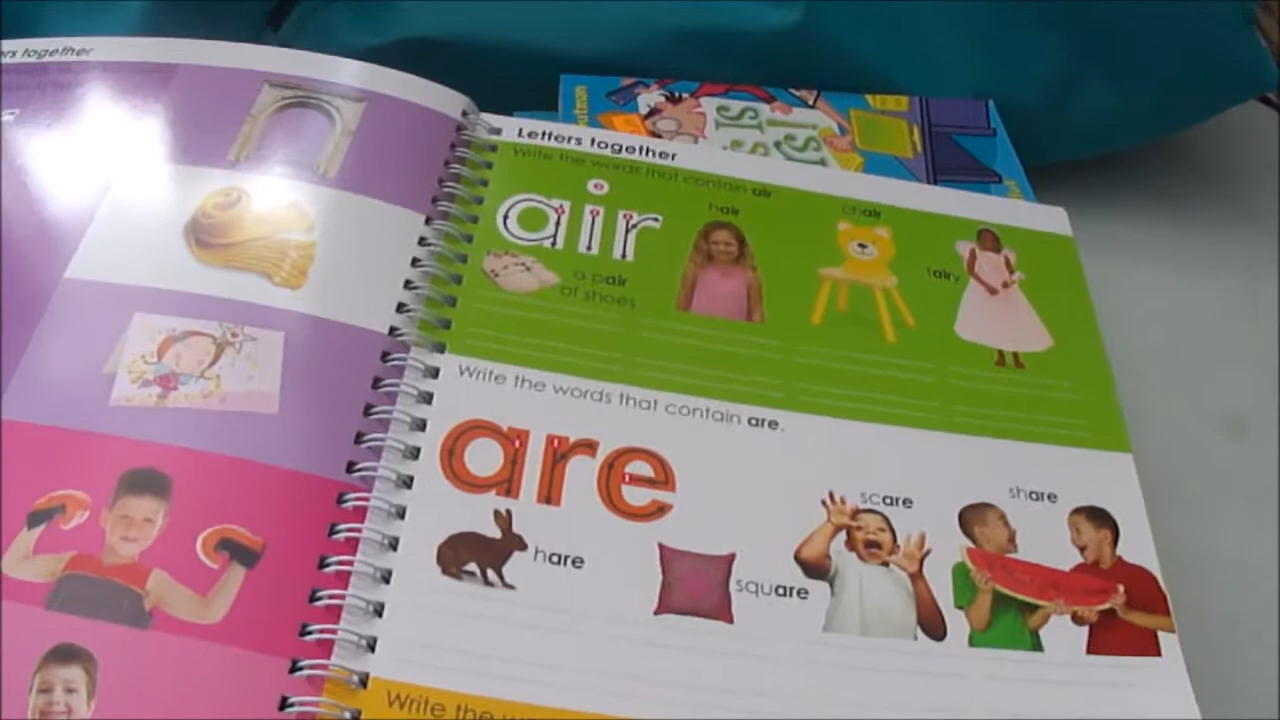 together
Letters together
Write the words that contain air
air
hair
chair
a pair
of shoes
fairy
Write the words that contain are.
are
scare
share
hare
square
Write the